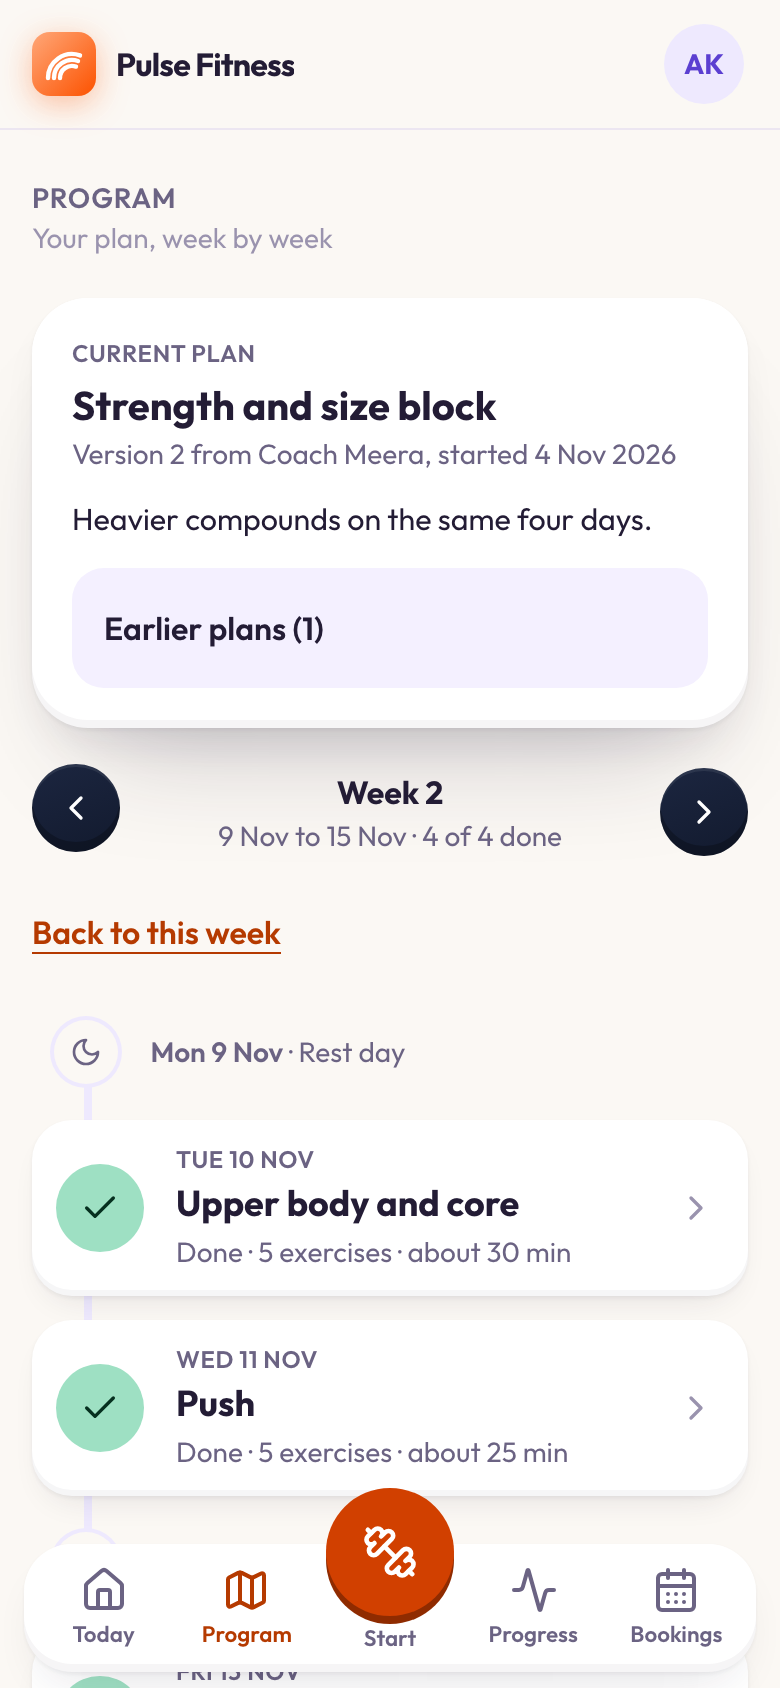 Pulse Fitness
AK
PROGRAM
Your plan, week by week
CURRENT PLAN
Strength and size block
Version 2 from Coach Meera, started 4 Nov 2026
Heavier compounds on the same four days.
Earlier plans (1)
Week 2
9 Nov to 15 Nov · 4 of 4 done
Back to this week
Mon 9 Nov · Rest day
TUE 10 NOV
Upper body and core
Done · 5 exercises · about 30 min
WED 11 NOV
Push
Done · 5 exercises · about 25 min
Today
Program
Start
Progress
Bookings
FRI 13 NOV